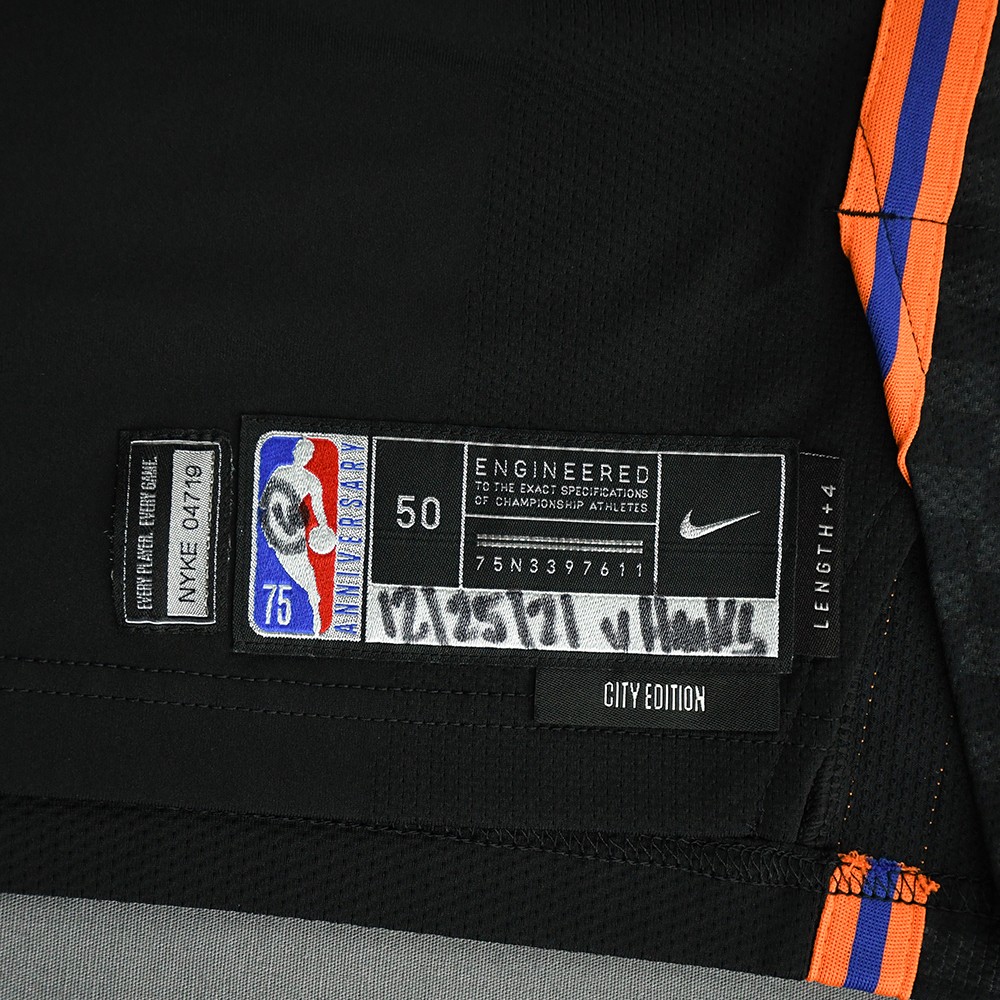 EVERY PLAYER. EVERY GAME.
NYKE 04719
75
ANNIVERSARY
50
ENGINEERED
TO THE EXACT SPECIFICATIONS
OF CHAMPIONSHIP ATHLETES
75N3397611
12/25/21 v Hawks
LENGTH +4
CITY EDITION